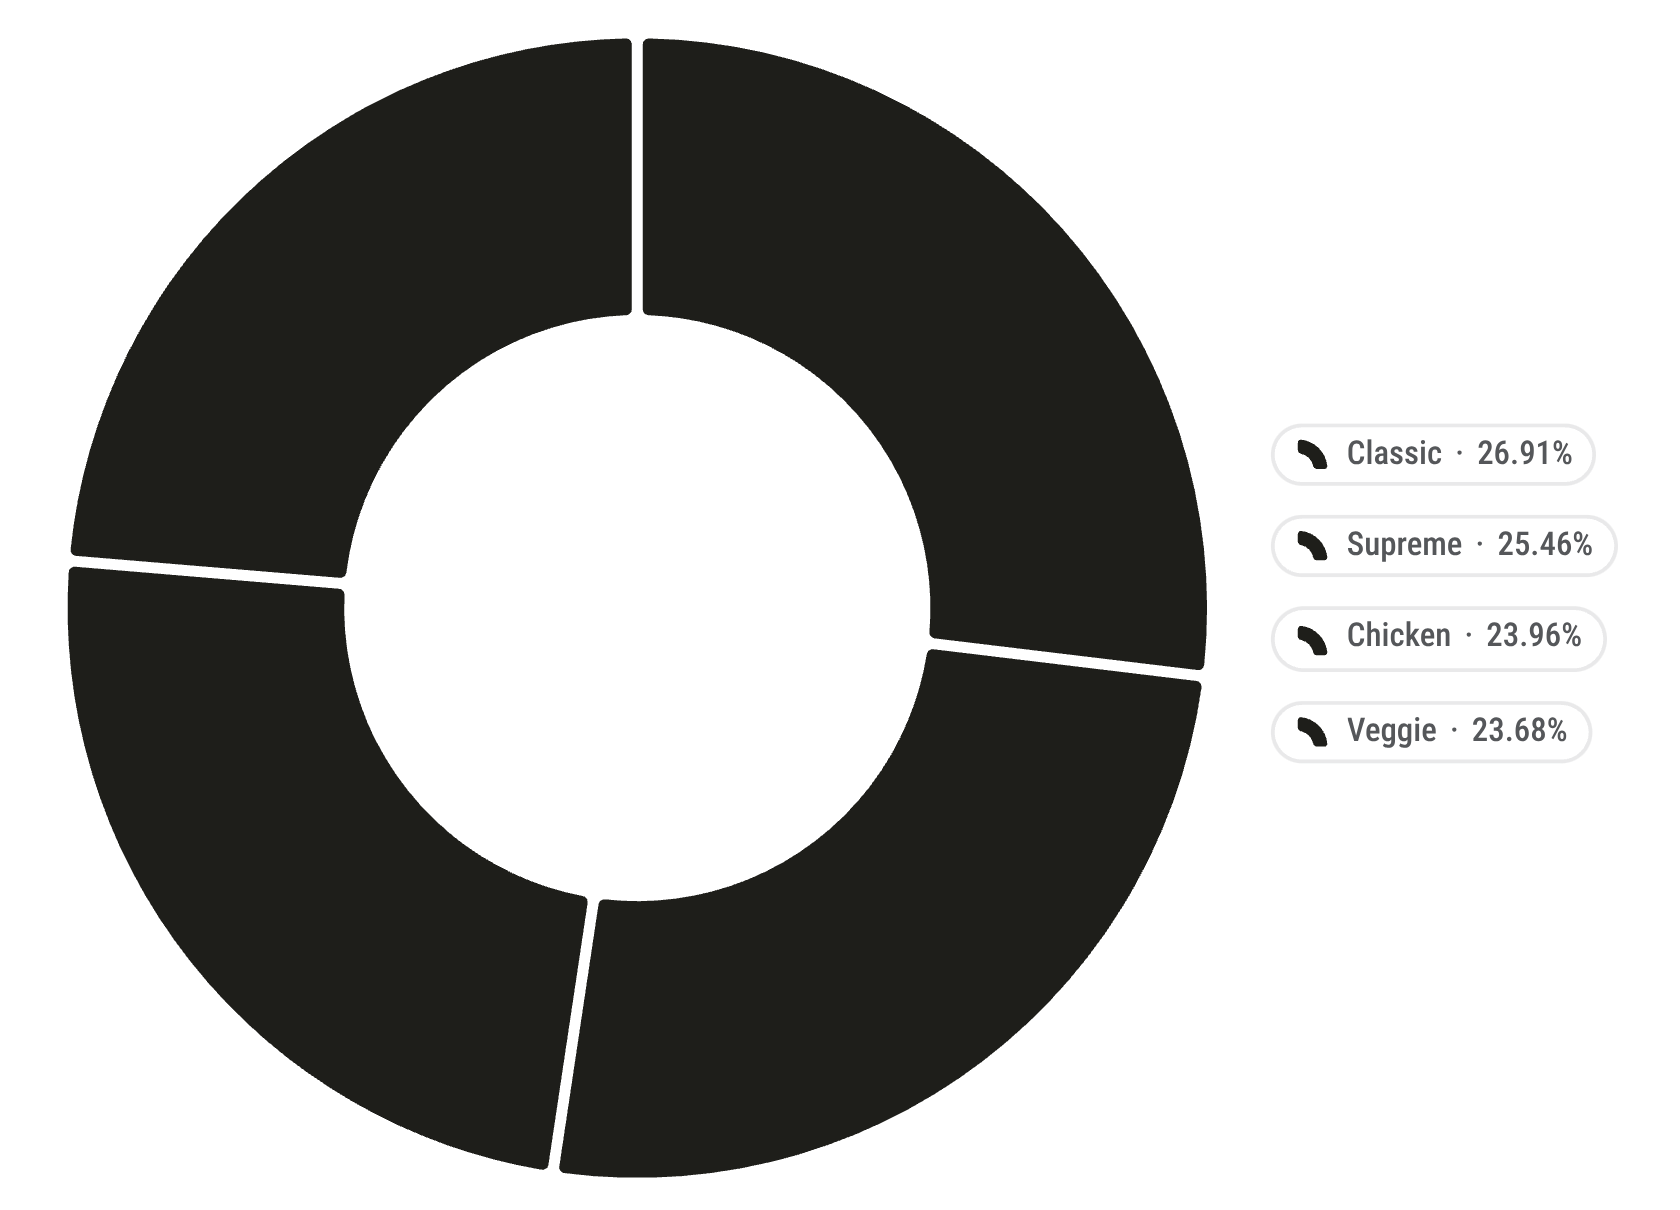 Classic · 26.91%
Supreme · 25.46%
Chicken · 23.96%
Veggie · 23.68%